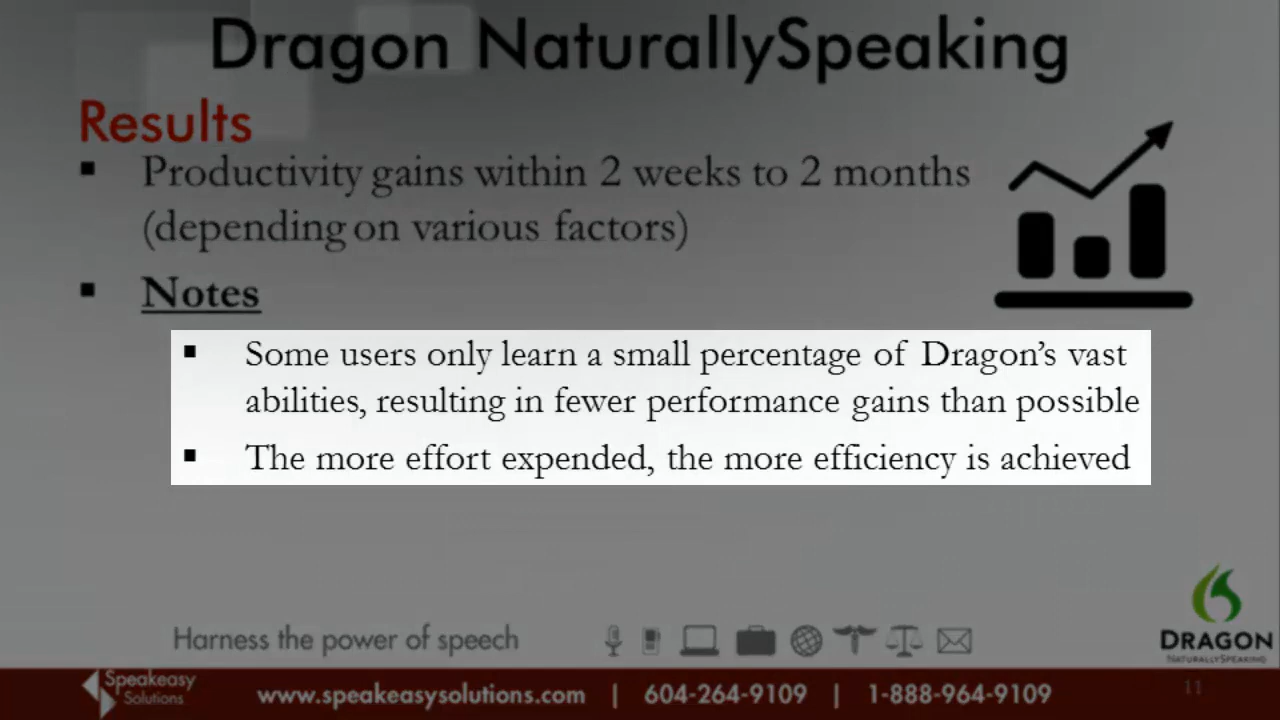 Dragon NaturallySpeaking
Results
▪ Productivity gains within 2 weeks to 2 months
(depending on various factors)
▪ Notes
▪ Some users only learn a small percentage of Dragon’s vast
abilities, resulting in fewer performance gains than possible
▪ The more effort expended, the more efficiency is achieved
Harness the power of speech
DRAGON
NATURALLYSPEAKING
Speakeasy
Solutions
www.speakeasysolutions.com | 604-264-9109 | 1-888-964-9109
11